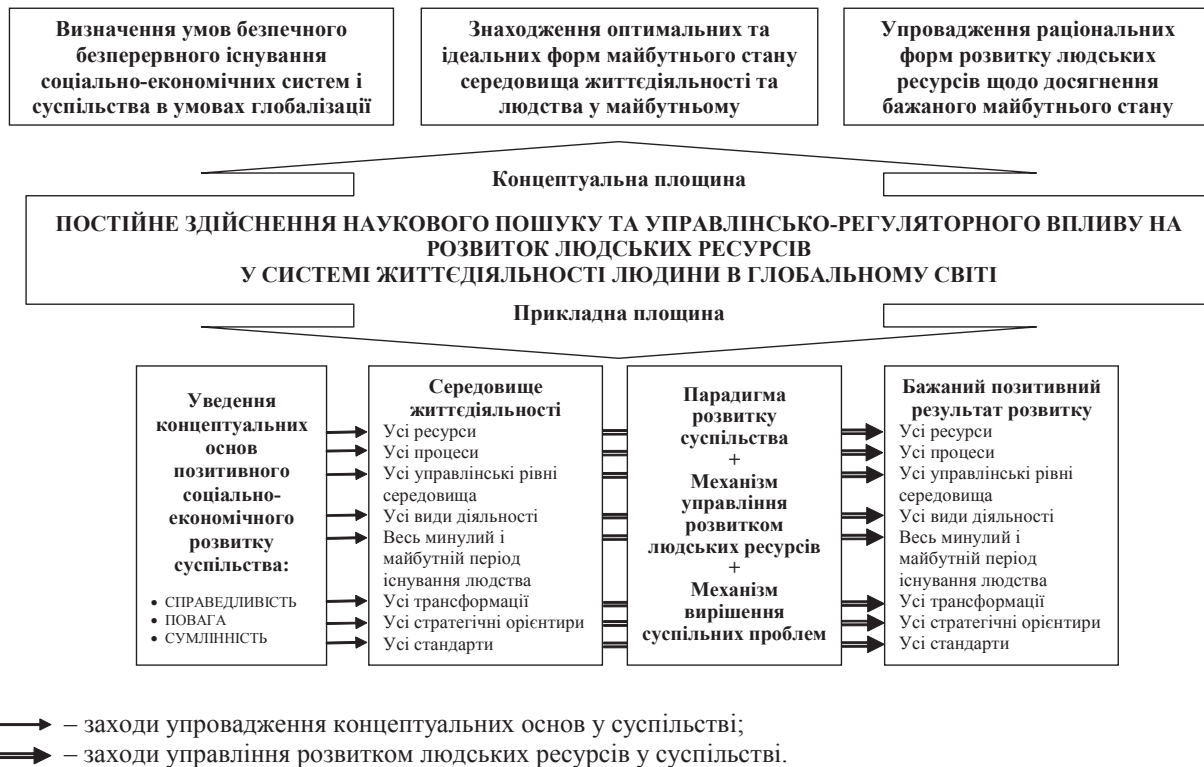 Визначення умов безпечного
безперервного існування
соціально-економічних систем і
суспільства в умовах глобалізації
Знаходження оптимальних та
ідеальних форм майбутнього стану
середовища життєдіяльності та
людства у майбутньому
Упровадження раціональних
форм розвитку людських
ресурсів щодо досягнення
бажаного майбутнього стану
Концептуальна площина
ПОСТІЙНЕ ЗДІЙСНЕННЯ НАУКОВОГО ПОШУКУ ТА УПРАВЛІНСЬКО-РЕГУЛЯТОРНОГО ВПЛИВУ НА
РОЗВИТОК ЛЮДСЬКИХ РЕСУРСІВ
У СИСТЕМІ ЖИТТЄДІЯЛЬНОСТІ ЛЮДИНИ В ГЛОБАЛЬНОМУ СВІТІ
Прикладна площина
Уведення
концептуальних
основ
позитивного
соціально-
економічного
розвитку
суспільства:
• СПРАВЕДЛИВІСТЬ
• ПОВАГА
• СУМЛІННІСТЬ
Середовище
життєдіяльності
Усі ресурси
Усі процеси
Усі управлінські рівні
середовища
Усі види діяльності
Весь минулий і
майбутній період
існування людства
Усі трансформації
Усі стратегічні орієнтири
Усі стандарти
Парадигма
розвитку
суспільства
+
Механізм
управління
розвитком
людських ресурсів
+
Механізм
вирішення
суспільних проблем
Бажаний позитивний
результат розвитку
Усі ресурси
Усі процеси
Усі управлінські рівні
середовища
Усі види діяльності
Весь минулий і
майбутній період
існування людства
Усі трансформації
Усі стратегічні орієнтири
Усі стандарти
– заходи упровадження концептуальних основ у суспільстві;
– заходи управління розвитком людських ресурсів у суспільстві.